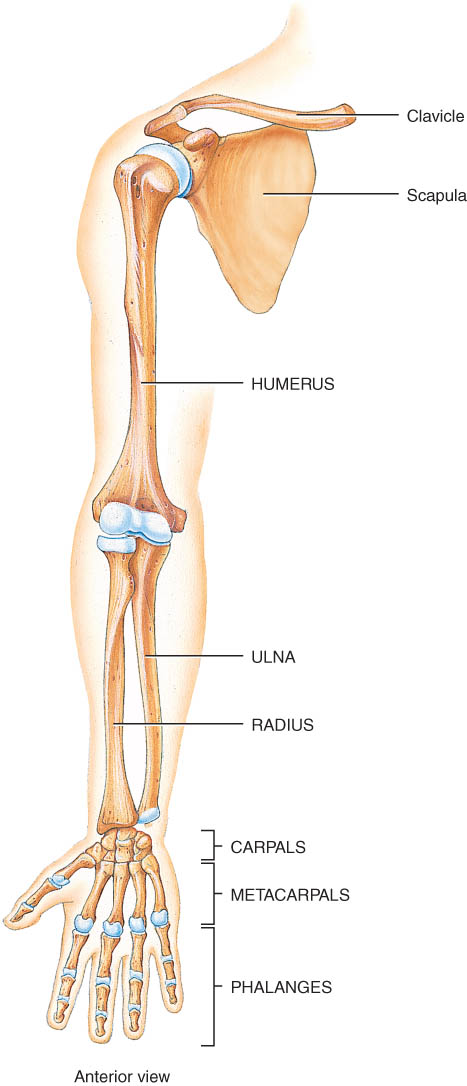 Clavicle
Scapula
HUMERUS
ULNA
RADIUS
CARPALS
METACARPALS
PHALANGES
Anterior view